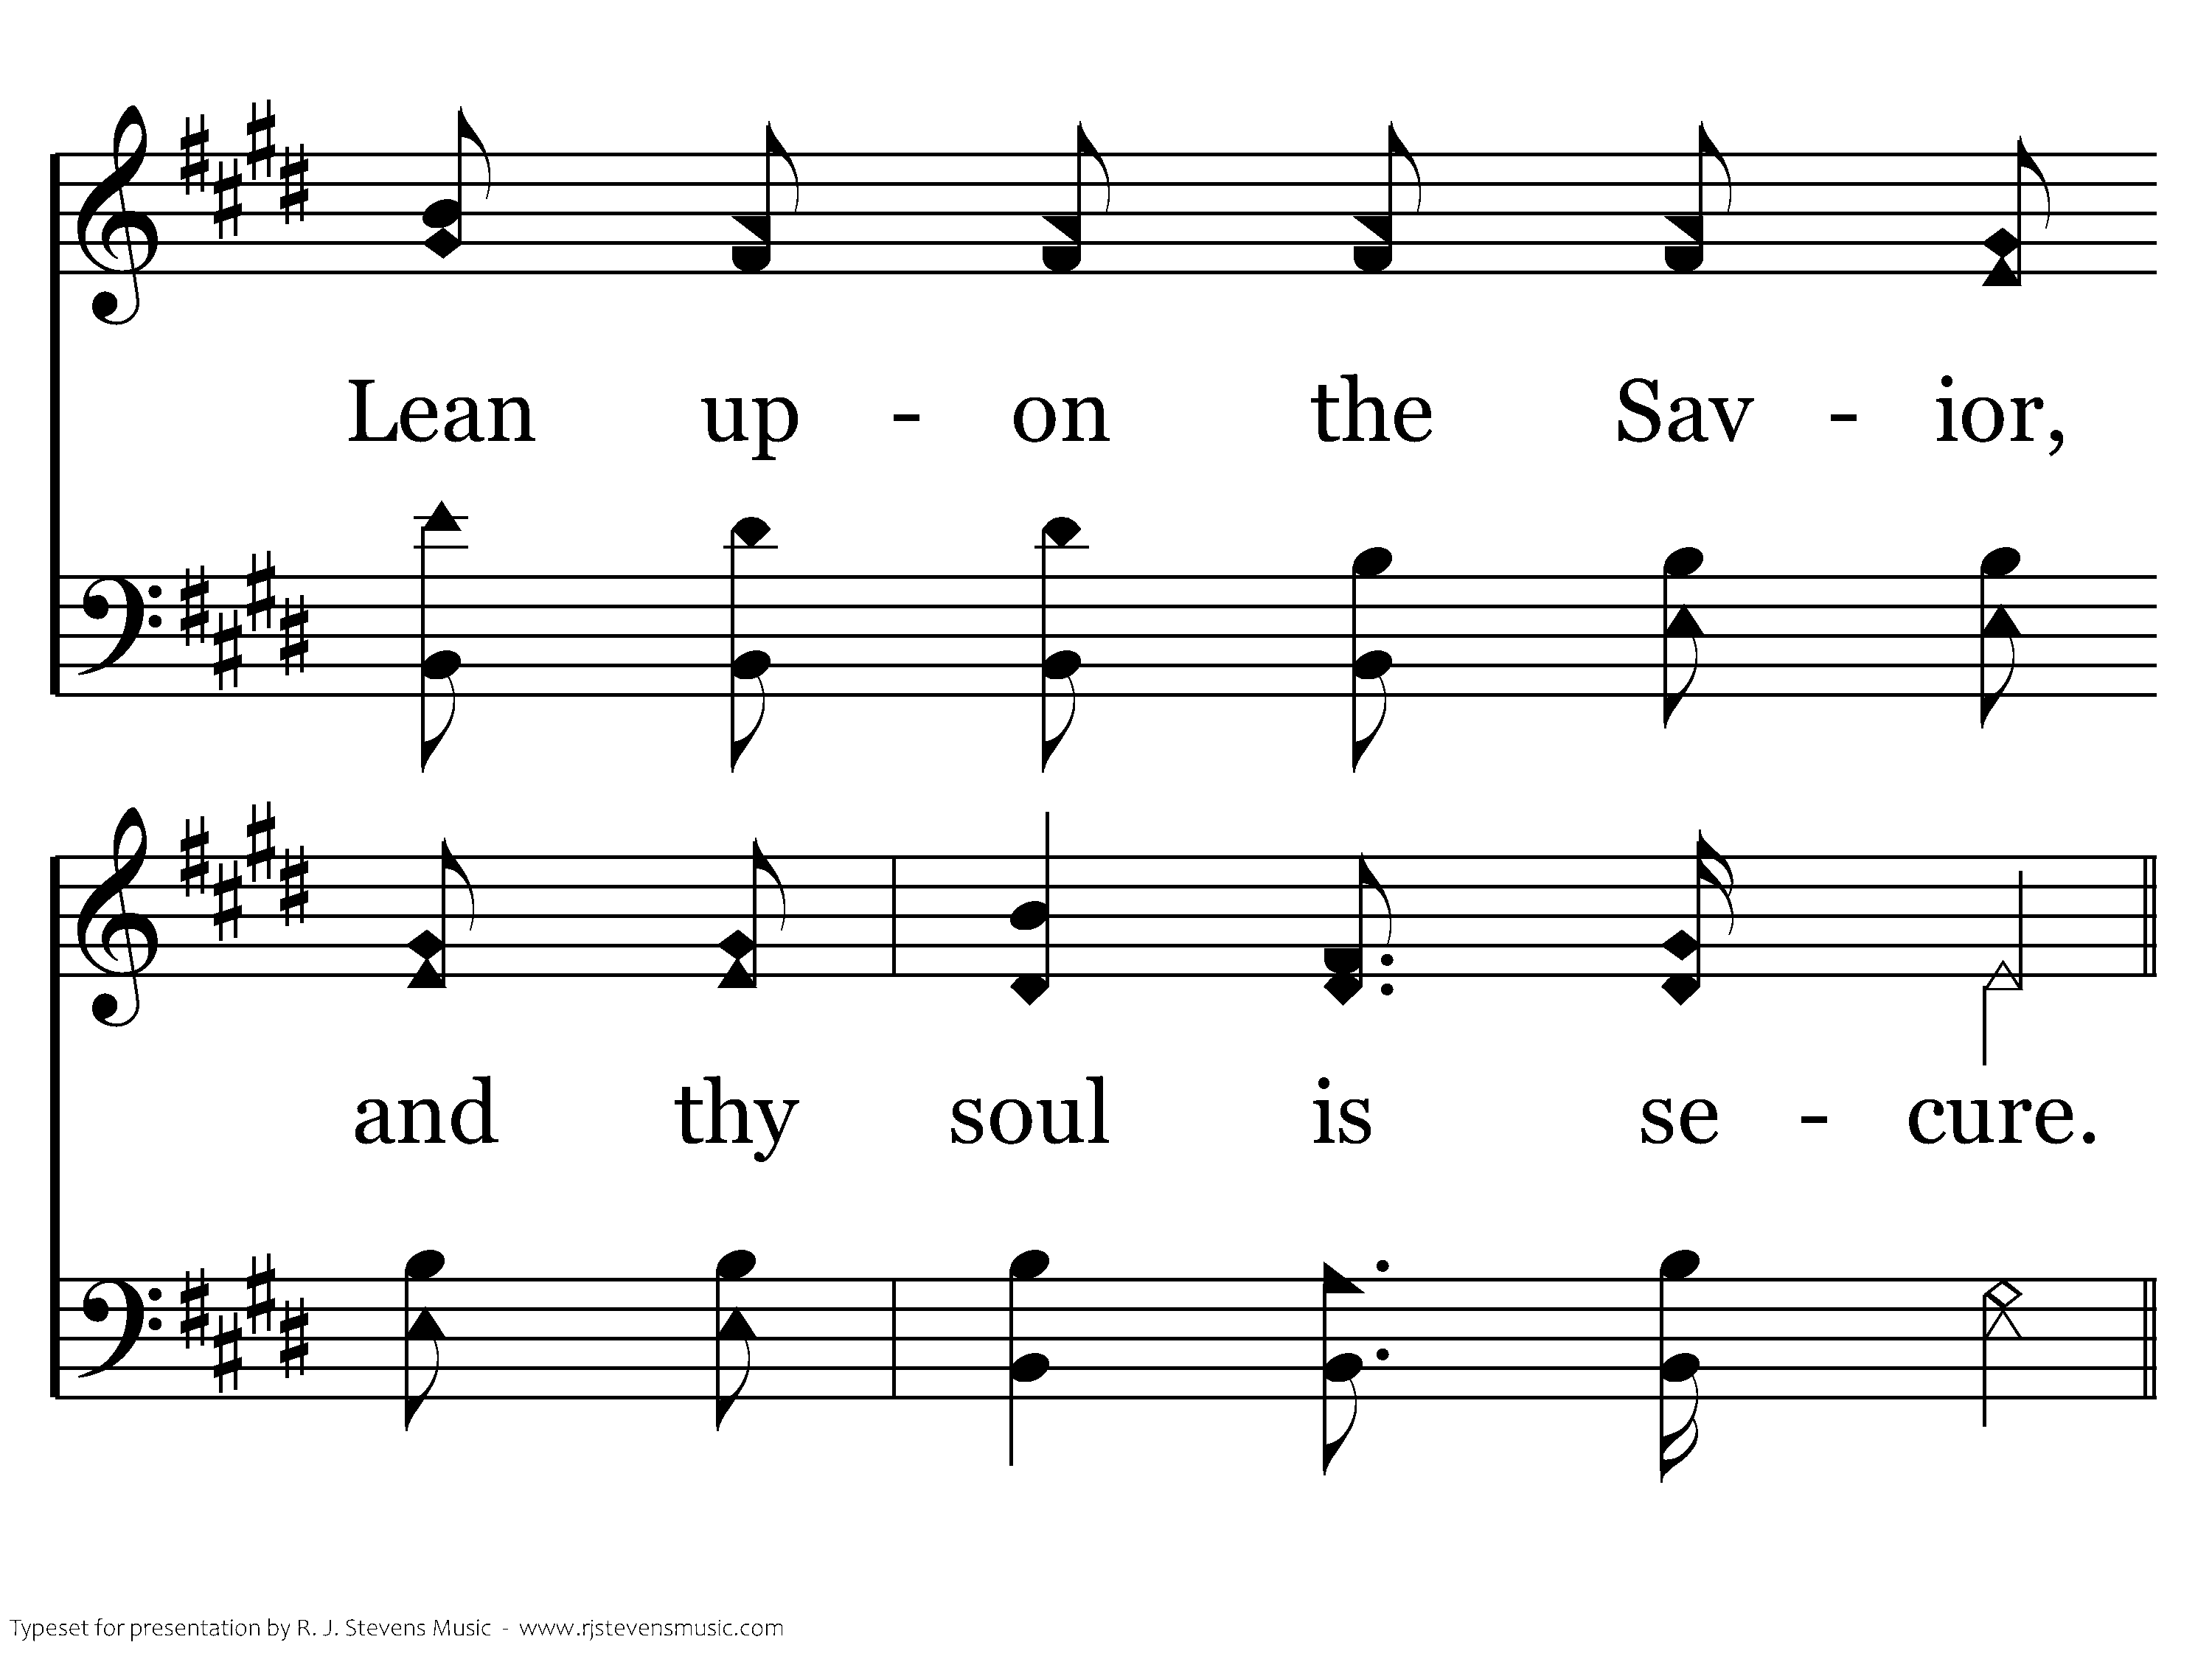 Lean up - on the Sav - ior,
and thy soul is se - cure.
Typeset for presentation by R. J. Stevens Music - www.rjstevensmusic.com